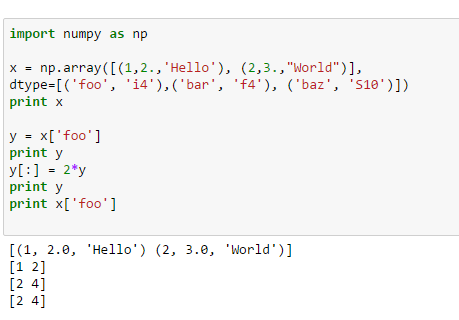 import numpy as np
x = np.array([(1,2.,'Hello'), (2,3.,"World")],
dtype=[('foo', 'i4'),('bar', 'f4'), ('baz', 'S10')])
print x
y = x['foo']
print y
y[:] = 2*y
print y
print x['foo']
[(1, 2.0, 'Hello') (2, 3.0, 'World')]
[1 2]
[2 4]
[2 4]